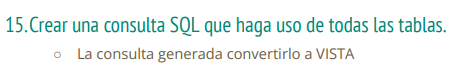 15.Crear una consulta SQL que haga uso de todas las tablas.
○ La consulta generada convertirlo a VISTA